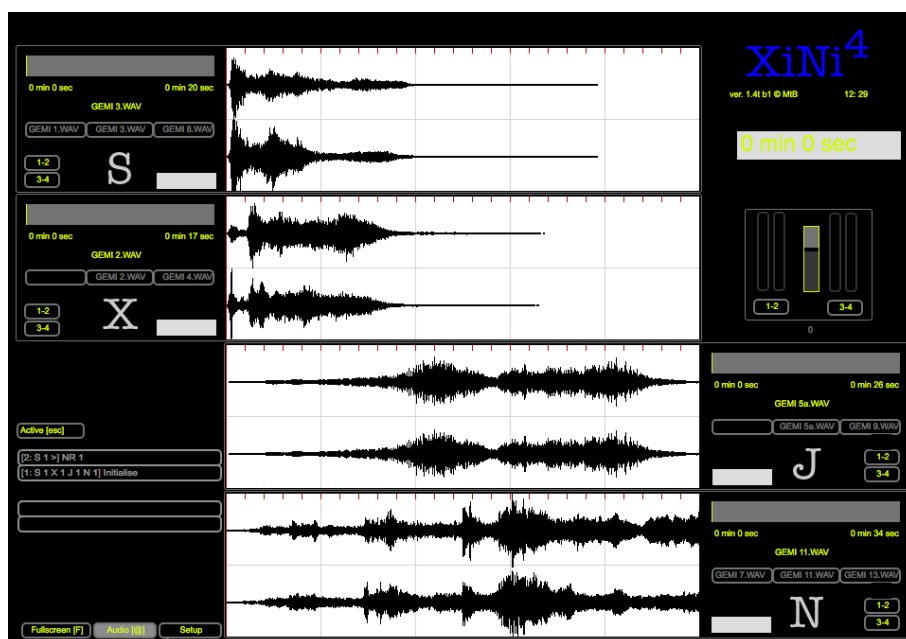 XiNi4
ver. 1.4t b1 © MtB 12: 29
0 min 0 sec
0 min 0 sec 0 min 20 sec
GEMI 3.WAV
GEMI 1.WAV GEMI 3.WAV GEMI 8.WAV
1-2
3-4
S
0 min 0 sec 0 min 17 sec
GEMI 2.WAV
GEMI 2.WAV GEMI 4.WAV
1-2
3-4
X
1-2 3-4
0
0 min 0 sec 0 min 26 sec
GEMI 5a.WAV
GEMI 5a.WAV GEMI 9.WAV
J
1-2
3-4
Active [esc]
[2: S 1 >] NR 1
[1: S 1 X 1 J 1 N 1] Initialise
0 min 0 sec 0 min 34 sec
GEMI 11.WAV
GEMI 7.WAV GEMI 11.WAV GEMI 13.WAV
N
1-2
3-4
Fullscreen [F] Audio [@] Setup